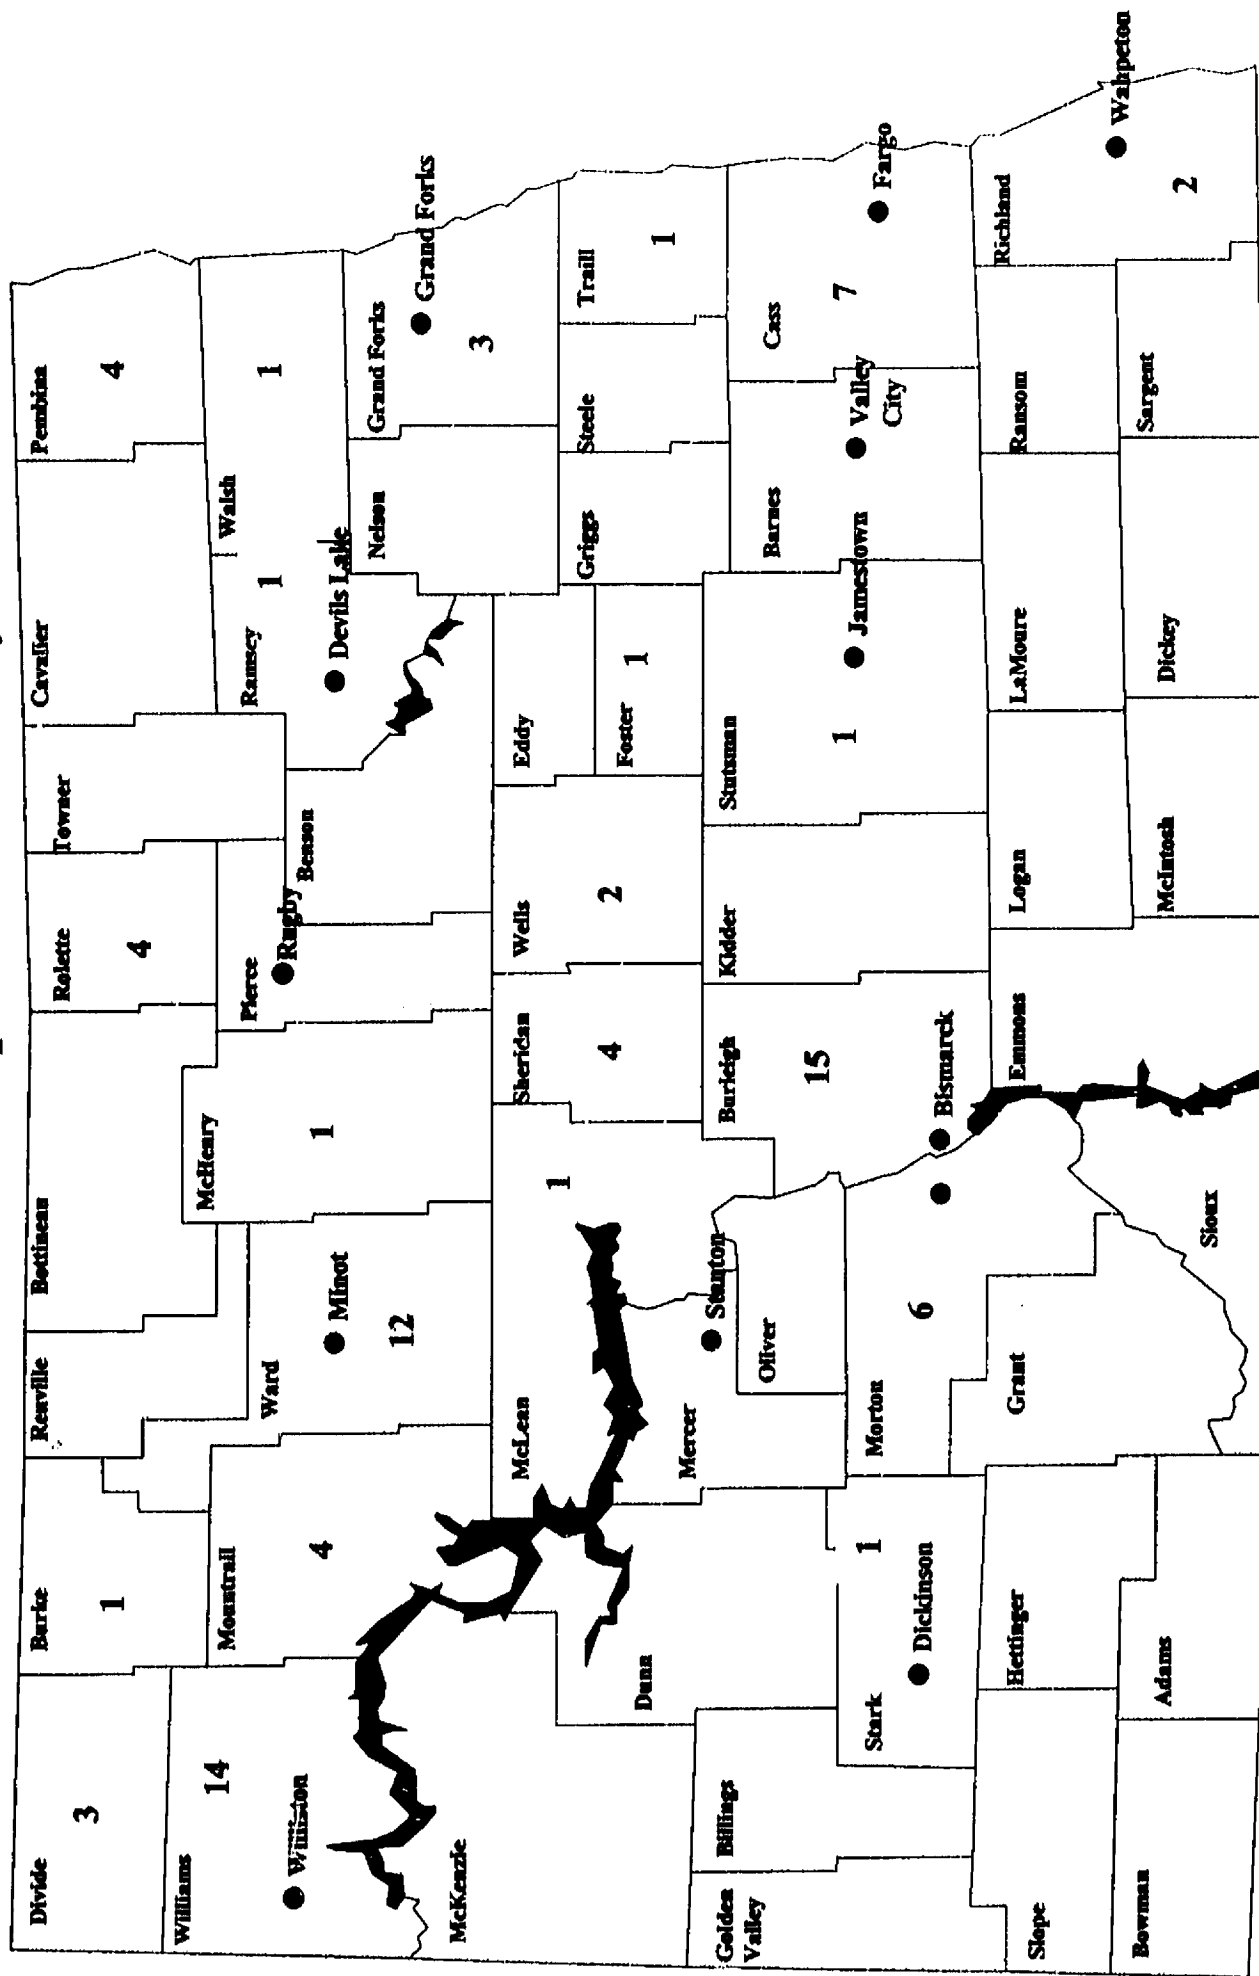 Divide
3
Burke
1
Renville
Bottineau
Rolette
4
Towner
Cavalier
Pembina
4
Williams
14
Williston
Mountrail
4
Ward
Minot
12
McHenry
1
Pierce
Rugby
Benson
Ramsey
1
Devils Lake
Walsh
1
Nelson
Grand Forks
Grand Forks
3
McKenzie
Dunn
McLean
1
Mercer
Stanton
Oliver
Sheridan
4
Wells
2
Eddy
Foster
1
Griggs
Steele
Traill
1
Golden
Valley
Billings
Stark
1
Dickinson
Morton
6
Burleigh
15
Bismarck
Kidder
Stutsman
1
Jamestown
Barnes
Valley
City
Cass
7
Fargo
Slope
Hettinger
Grant
Sioux
Emmons
Logan
LaMoure
Ransom
Richland
Wahpeton
2
Bowman
Adams
McIntosh
Dickey
Sargent